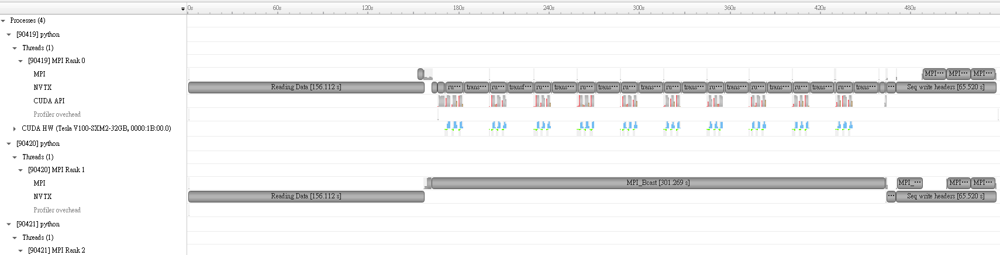 0s 60s 120s 180s 240s 300s 360s 420s 480s
Processes (4)
[90419] python
Threads (1)
[90419] MPI Rank 0
MPI MPI··· MPI··· MPI···
NVTX Reading Data [156.112 s] ru··· trans··· ru··· transf··· ru··· trans··· ru··· trans··· ru··· trans··· ru··· trans··· ru··· trans··· ru··· trans··· ru··· trans··· ru··· trans··· ··· Seq write headers [65.520 s]
CUDA API
Profiler overhead
CUDA HW (Tesla V100-SXM2-32GB, 0000:1B:00.0)
[90420] python
Threads (1)
[90420] MPI Rank 1
MPI MPI_Bcast [301.269 s] MPI_··· MPI··· MPI···
NVTX Reading Data [156.112 s] ··· Seq write headers [65.520 s]
Profiler overhead
[90421] python
Threads (1)
[90421] MPI Rank 2